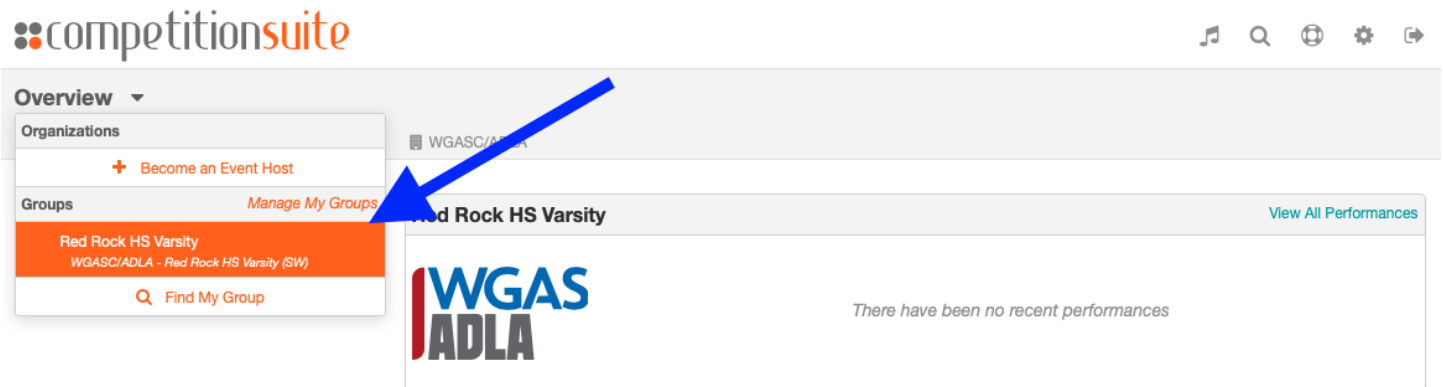 competitionsuite
Overview
Organizations
+ Become an Event Host
Groups Manage My Groups
Red Rock HS Varsity
WGASC/ADLA - Red Rock HS Varsity (SW)
Find My Group
WGASC/ADLA
Red Rock HS Varsity View All Performances
WGAS
ADLA
There have been no recent performances